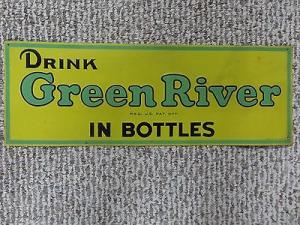 DRINK
Green River
REG. U.S. PAT. OFF.
IN BOTTLES